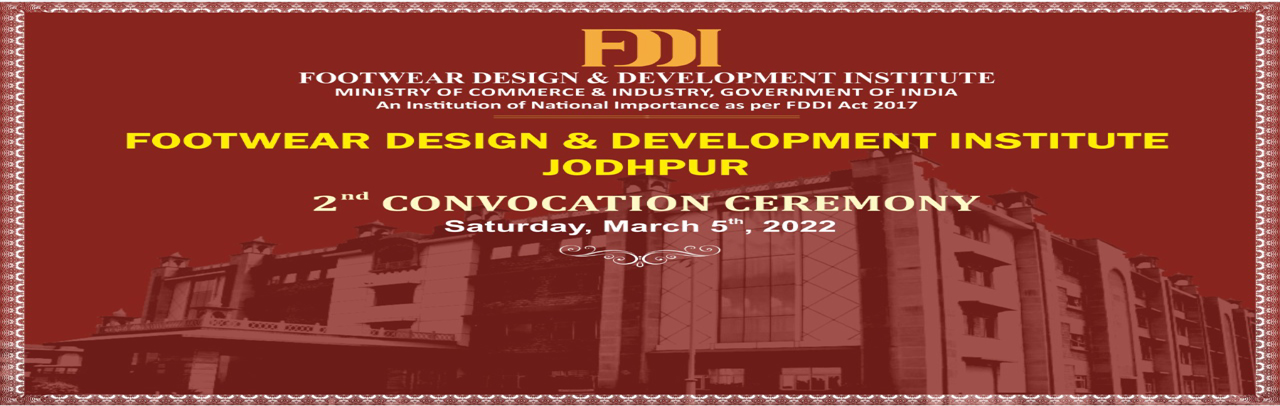 FDDI
FOOTWEAR DESIGN & DEVELOPMENT INSTITUTE
MINISTRY OF COMMERCE & INDUSTRY, GOVERNMENT OF INDIA
An Institution of National Importance as per FDDI Act 2017
FOOTWEAR DESIGN & DEVELOPMENT INSTITUTE
JODHPUR
2nd CONVOCATION CEREMONY
Saturday, March 5th, 2022